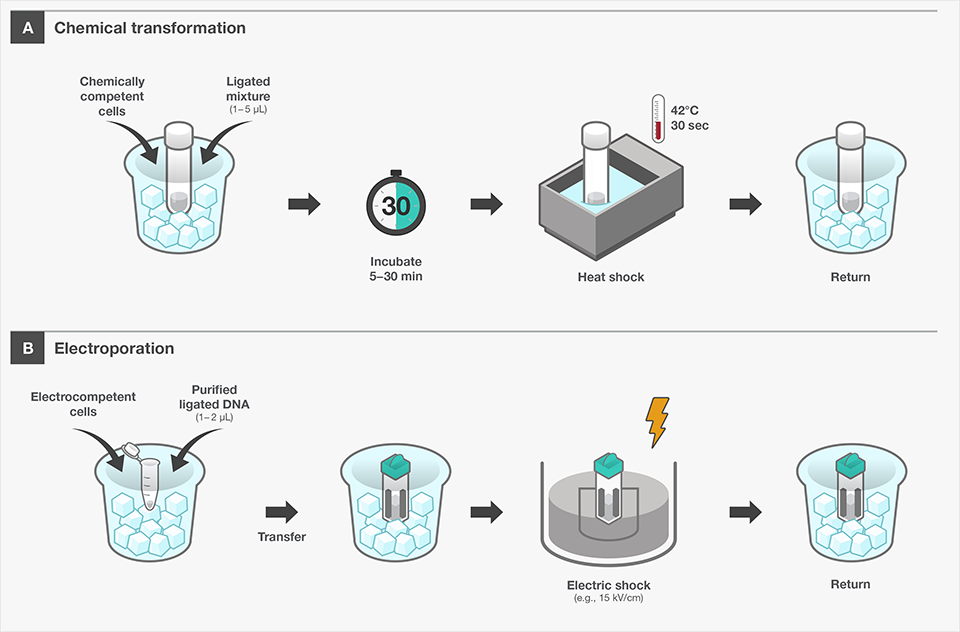 A
Chemical transformation
Chemically
competent
cells
Ligated
mixture
(1–5 µL)
30
Incubate
5–30 min
42°C
30 sec
Heat shock
Return
B
Electroporation
Electrocompetent
cells
Purified
ligated DNA
(1–2 µL)
Transfer
Electric shock
(e.g., 15 kV/cm)
Return